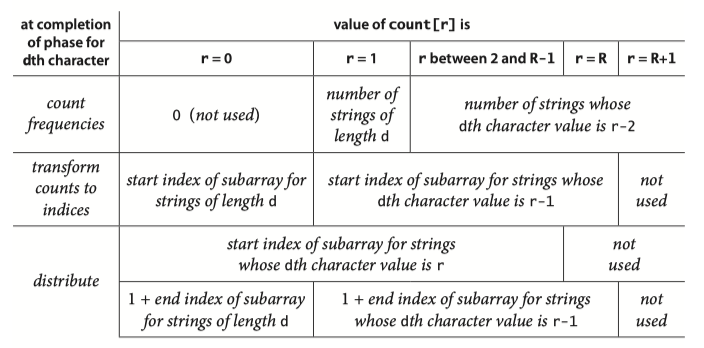 at completion
of phase for
dth character
value of count[r] is
r = 0
r = 1
r between 2 and R-1
r = R
r = R+1
count
frequencies
0 (not used)
number of
strings of
length d
number of strings whose
dth character value is r-2
transform
counts to
indices
start index of subarray for
strings of length d
start index of subarray for strings whose
dth character value is r-1
not
used
distribute
start index of subarray for strings
whose dth character value is r
not
used
1 + end index of subarray
for strings of length d
1 + end index of subarray for strings
whose dth character value is r-1
not
used